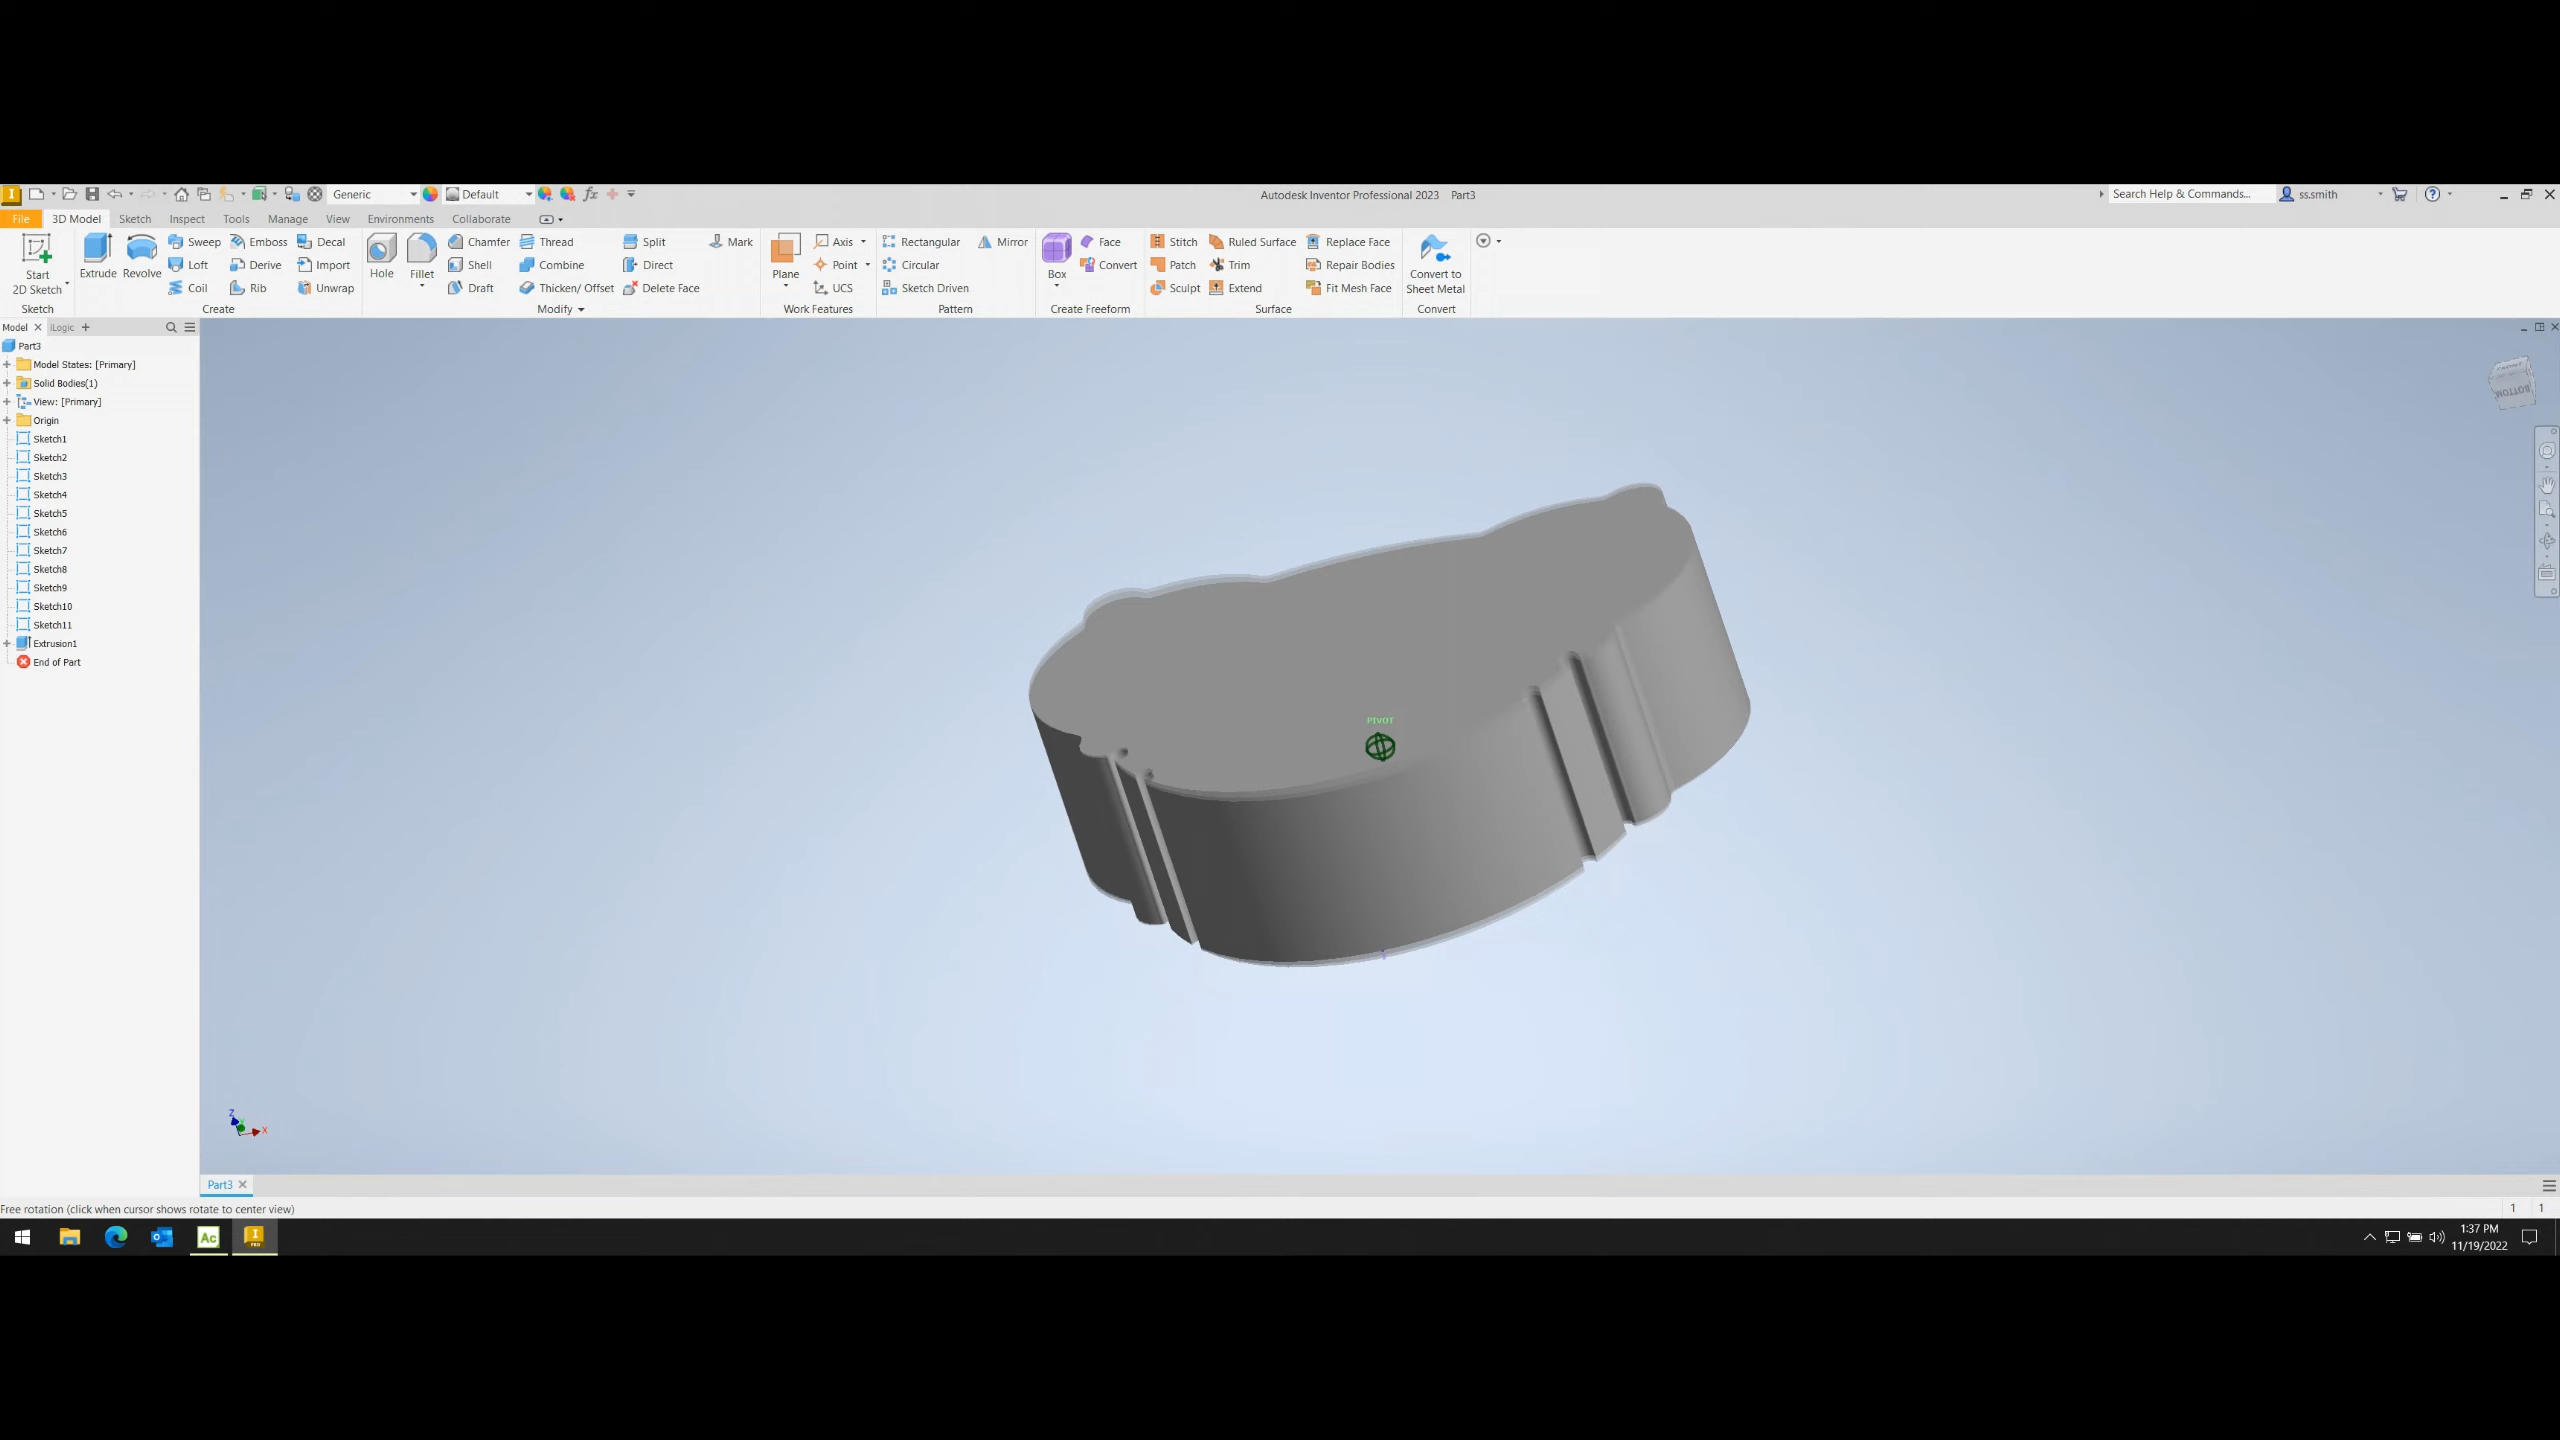 Generic
Default
Autodesk Inventor Professional 2023 Part3
Search Help & Commands...
ss.smith
File 3D Model Sketch Inspect Tools Manage View Environments Collaborate
Start
2D Sketch
Extrude
Revolve
Sweep Emboss Decal
Loft Derive Import
Coil Rib Unwrap
Hole
Fillet
Chamfer Thread Split Mark
Shell Combine Direct
Draft Thicken/ Offset Delete Face
Plane
Axis
Point
UCS
Rectangular Mirror
Circular
Sketch Driven
Box
Face
Convert
Stitch Ruled Surface Replace Face
Patch Trim Repair Bodies
Sculpt Extend Fit Mesh Face
Convert to
Sheet Metal
Sketch Create Modify Work Features Pattern Create Freeform Surface Convert
Model iLogic
Part3
Model States: [Primary]
Solid Bodies(1)
View: [Primary]
Origin
Sketch1
Sketch2
Sketch3
Sketch4
Sketch5
Sketch6
Sketch7
Sketch8
Sketch9
Sketch10
Sketch11
Extrusion1
End of Part
FRONT
BOTTOM
PIVOT
Z
X
Part3
Free rotation (click when cursor shows rotate to center view)
1 1
Ac
I
PRO
1:37 PM
11/19/2022